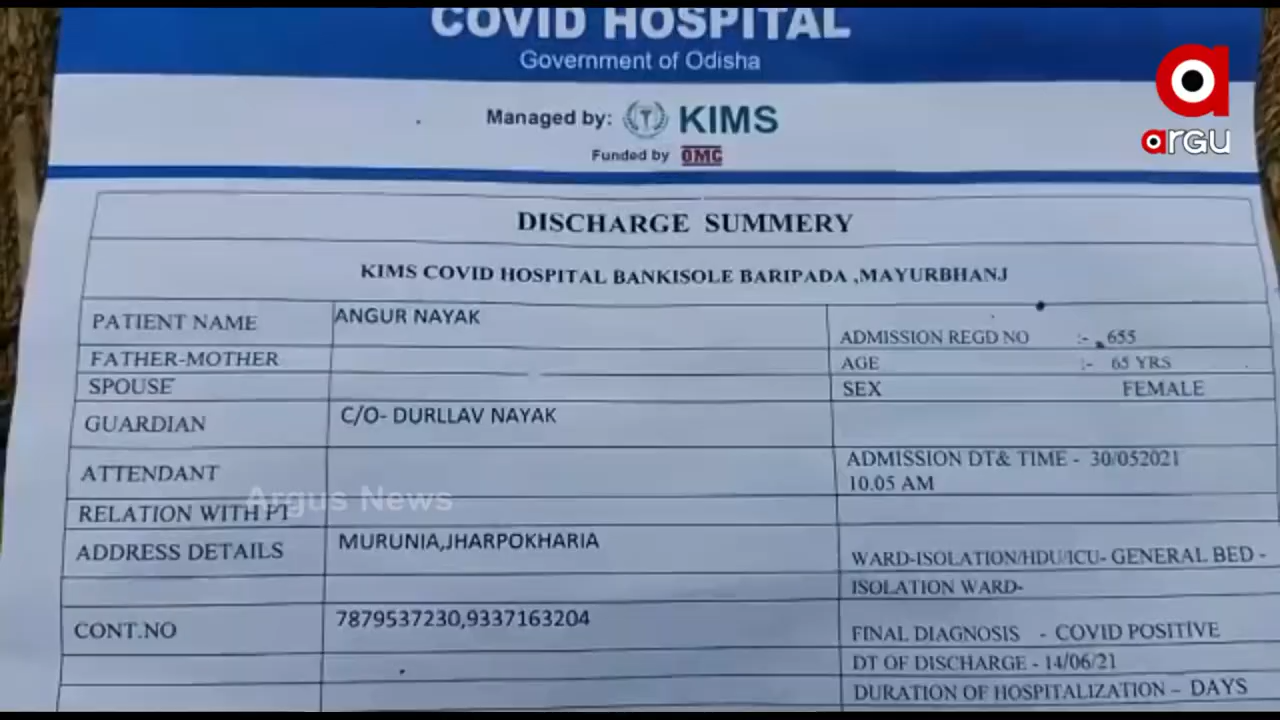 COVID HOSPITAL
Government of Odisha
Managed by: KIMS
Funded by OMC
argu
DISCHARGE SUMMERY
KIMS COVID HOSPITAL BANKISOLE BARIPADA ,MAYURBHANJ
PATIENT NAME ANGUR NAYAK ADMISSION REGD NO :- 655
FATHER-MOTHER AGE :- 65 YRS
SPOUSE SEX FEMALE
GUARDIAN C/O- DURLLAV NAYAK
ATTENDANT ADMISSION DT& TIME - 30/052021
10.05 AM
Argus News
RELATION WITH PT
ADDRESS DETAILS MURUNIA,JHARPOKHARIA WARD-ISOLATION/HDU/ICU- GENERAL BED -
ISOLATION WARD-
CONT.NO 7879537230,9337163204 FINAL DIAGNOSIS - COVID POSITIVE
DT OF DISCHARGE - 14/06/21
DURATION OF HOSPITALIZATION – DAYS